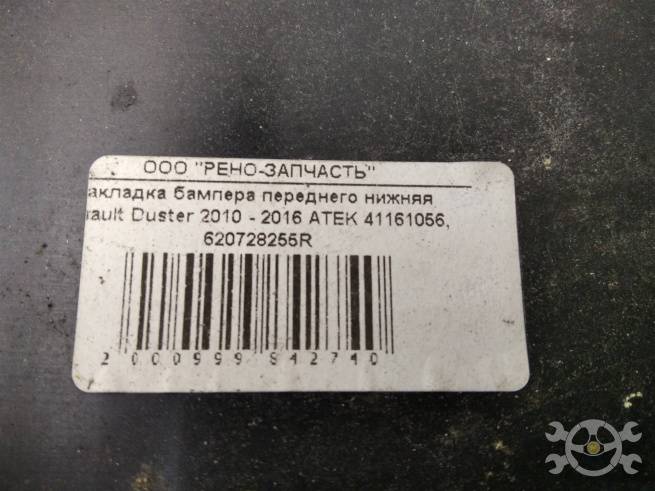 ООО "РЕНО-ЗАПЧАСТЬ"
акладка бампера переднего нижняя
ault Duster 2010 - 2016 АТЕК 41161056,
620728255R
2 000999 842740